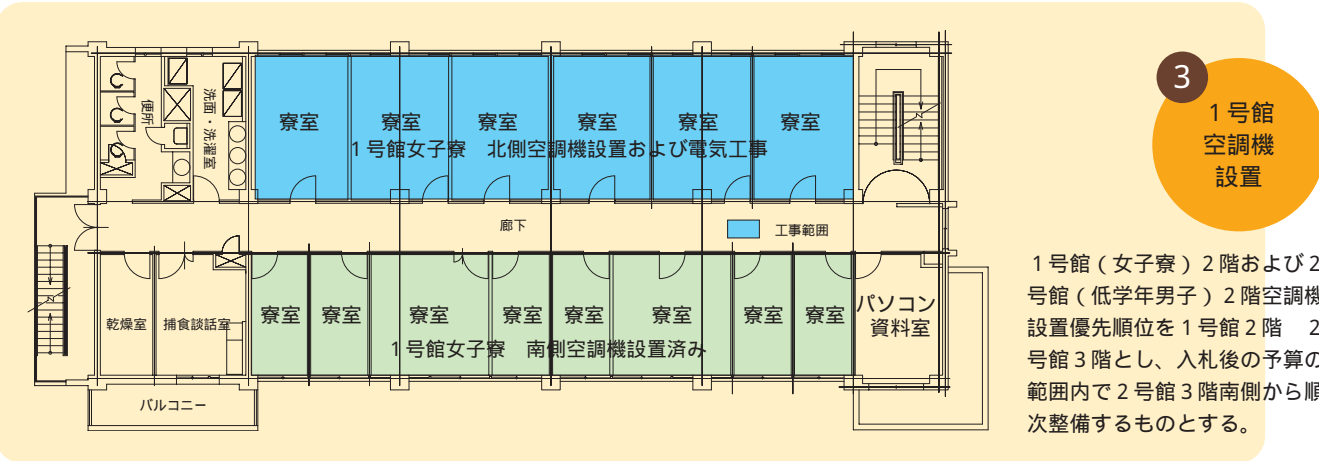 3
1号館
空調機
設置
便所
洗面・洗濯室
寮室 寮室 寮室 寮室 寮室 寮室
1号館女子寮　北側空調機設置および電気工事
廊下
工事範囲
乾燥室
捕食談話室
寮室 寮室 寮室 寮室 寮室 寮室 寮室 寮室
1号館女子寮　南側空調機設置済み
パソコン
資料室
バルコニー
1号館(女子寮)2階および2
号館(低学年男子)2階空調機
設置優先順位を1号館2階　2
号館3階とし、入札後の予算の
範囲内で2号館3階南側から順
次整備するものとする。